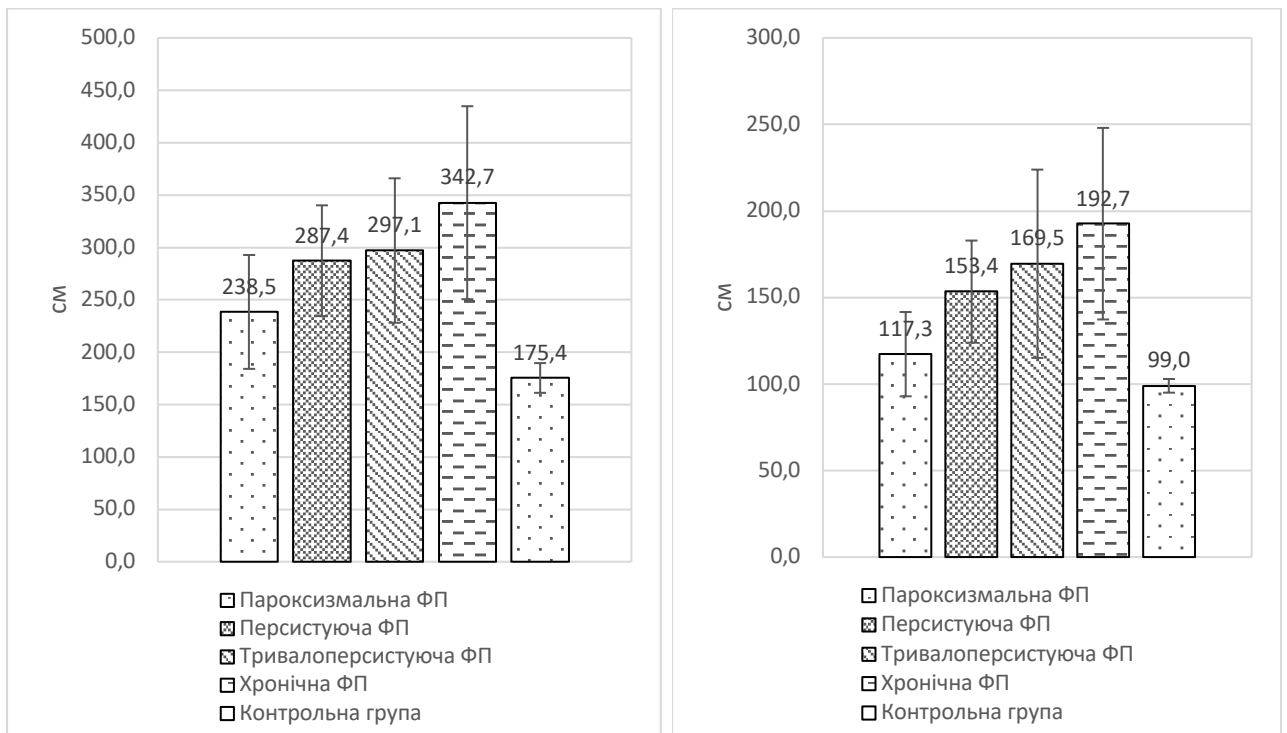 500,0
450,0
400,0
350,0
300,0
250,0
200,0
150,0
100,0
50,0
0,0
см
238,5
287,4
297,1
342,7
175,4
Пароксизмальна ФП
Персистуюча ФП
Тривалоперсистуюча ФП
Хронічна ФП
Контрольна група
300,0
250,0
200,0
150,0
100,0
50,0
0,0
см
117,3
153,4
169,5
192,7
99,0
Пароксизмальна ФП
Персистуюча ФП
Тривалоперсистуюча ФП
Хронічна ФП
Контрольна група